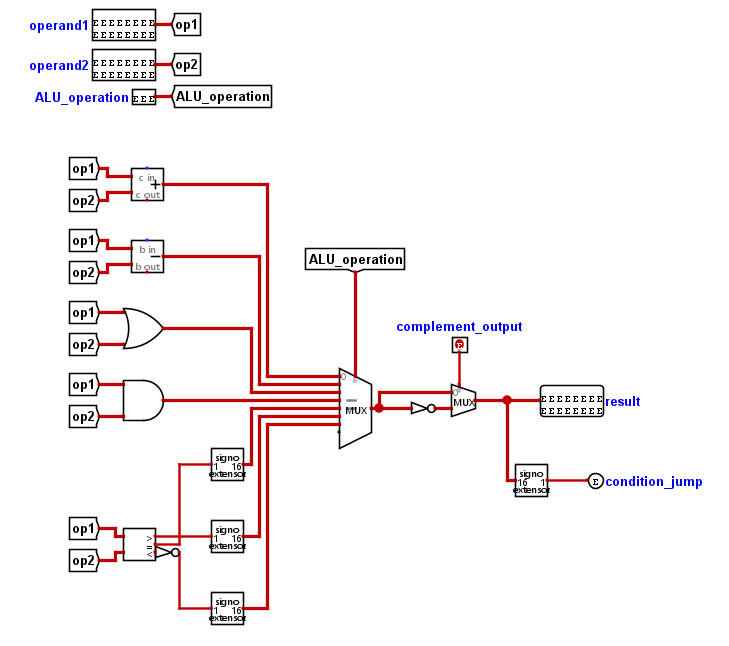 operand1 E E E E E E E E op1
E E E E E E E E
operand2 E E E E E E E E op2
E E E E E E E E
ALU_operation E E E ALU_operation
op1
c in
+
op2
c out
op1
b in
−
op2
b out
ALU_operation
op1
op2
complement_output
E
op1
op2
0
MUX
0
MUX
E E E E E E E E
E E E E E E E E
result
signo
1 16
extensor
signo
16 1
extensor
E
condition_jump
op1
op2
>
=
<
signo
1 16
extensor
signo
1 16
extensor